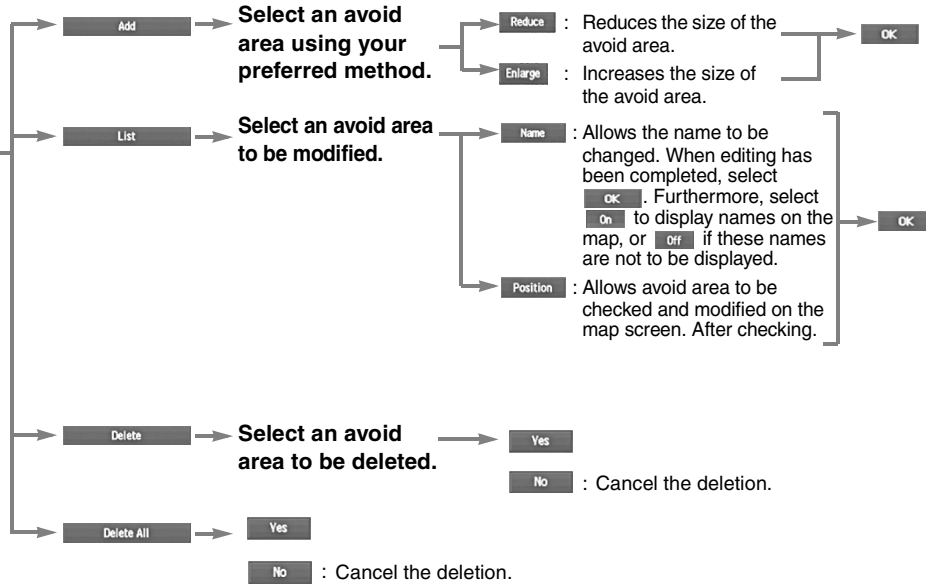 Add
Select an avoid
area using your
preferred method.
Reduce : Reduces the size of the
avoid area.
Enlarge : Increases the size of
the avoid area.
OK
List
Select an avoid area
to be modified.
Name : Allows the name to be
changed. When editing has
been completed, select
OK . Furthermore, select
On to display names on the
map, or Off if these names
are not to be displayed.
Position : Allows avoid area to be
checked and modified on the
map screen. After checking.
OK
Delete
Select an avoid
area to be deleted.
Yes
No : Cancel the deletion.
Delete All
Yes
No : Cancel the deletion.